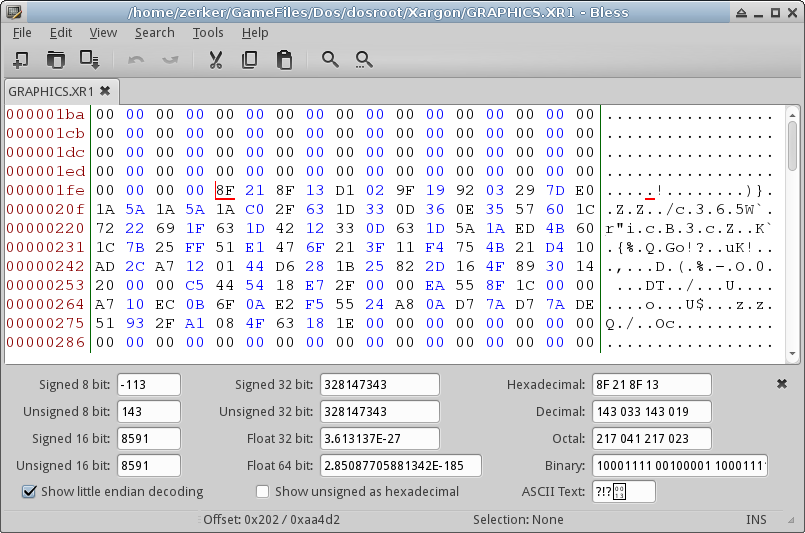 /home/zerker/GameFiles/Dos/dosroot/Xargon/GRAPHICS.XR1 - Bless
File Edit View Search Tools Help
GRAPHICS.XR1
000001ba 00 00 00 00 00 00 00 00 00 00 00 00 00 00 00 00 00 .................
000001cb 00 00 00 00 00 00 00 00 00 00 00 00 00 00 00 00 00 .................
000001dc 00 00 00 00 00 00 00 00 00 00 00 00 00 00 00 00 00 .................
000001ed 00 00 00 00 00 00 00 00 00 00 00 00 00 00 00 00 00 .................
000001fe 00 00 00 00 8F 21 8F 13 D1 02 9F 19 92 03 29 7D E0 .....!........)}.
0000020f 1A 5A 1A 5A 1A C0 2F 63 1D 33 0D 36 0E 35 57 60 1C .Z.Z../c.3.6.5W`.
00000220 72 22 69 1F 63 1D 42 12 33 0D 63 1D 5A 1A ED 4B 60 r"i.c.B.3.c.Z..K`
00000231 1C 7B 25 FF 51 E1 47 6F 21 3F 11 F4 75 4B 21 D4 10 .{%.Q.Go!?..uK!..
00000242 AD 2C A7 12 01 44 D6 28 1B 25 82 2D 16 4F 89 30 14 .,...D.(.%.-.O.0.
00000253 20 00 00 C5 44 54 18 E7 2F 00 00 EA 55 8F 1C 00 00  ...DT../...U....
00000264 A7 10 EC 0B 6F 0A E2 F5 55 24 A8 0A D7 7A D7 7A DE ....o...U$...z.z.
00000275 51 93 2F A1 08 4F 63 18 1E 00 00 00 00 00 00 00 00 Q./..Oc..........
00000286 00 00 00 00 00 00 00 00 00 00 00 00 00 00 00 00 00 .................
Signed 8 bit: -113 Signed 32 bit: 328147343 Hexadecimal: 8F 21 8F 13
Unsigned 8 bit: 143 Unsigned 32 bit: 328147343 Decimal: 143 033 143 019
Signed 16 bit: 8591 Float 32 bit: 3.613137E-27 Octal: 217 041 217 023
Unsigned 16 bit: 8591 Float 64 bit: 2.85087705881342E-185 Binary: 10001111 00100001 1000111
Show little endian decoding Show unsigned as hexadecimal ASCII Text: ?!?
Offset: 0x202 / 0xaa4d2 Selection: None INS